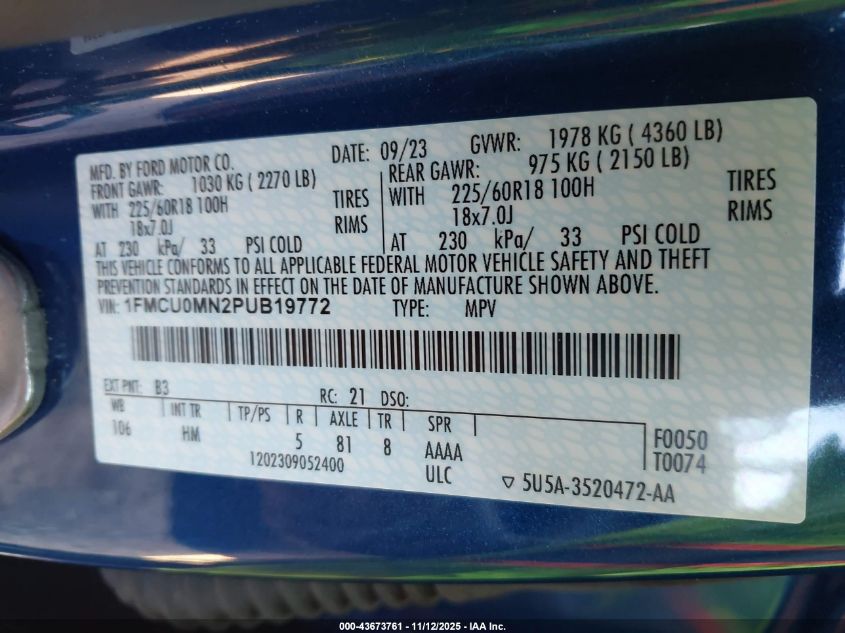 MFD. BY FORD MOTOR CO. DATE: 09/23 GVWR: 1978 KG ( 4360 LB)
FRONT GAWR: 1030 KG ( 2270 LB) REAR GAWR: 975 KG ( 2150 LB)
WITH 225/60R18 100H TIRES WITH 225/60R18 100H TIRES
18x7.0J RIMS 18x7.0J RIMS
AT 230 kPa/ 33 PSI COLD AT 230 kPa/ 33 PSI COLD
THIS VEHICLE CONFORMS TO ALL APPLICABLE FEDERAL MOTOR VEHICLE SAFETY AND THEFT
PREVENTION STANDARDS IN EFFECT ON THE DATE OF MANUFACTURE SHOWN ABOVE.
VIN: 1FMCU0MN2PUB19772 TYPE: MPV
EXT PNT: B3 RC: 21 DSO:
WB INT TR TP/PS R AXLE TR SPR
106 HM 5 81 8 AAAA F0050
1202309052400 ULC T0074
5U5A-3520472-AA
000-43673761 - 11/12/2025 - IAA Inc.